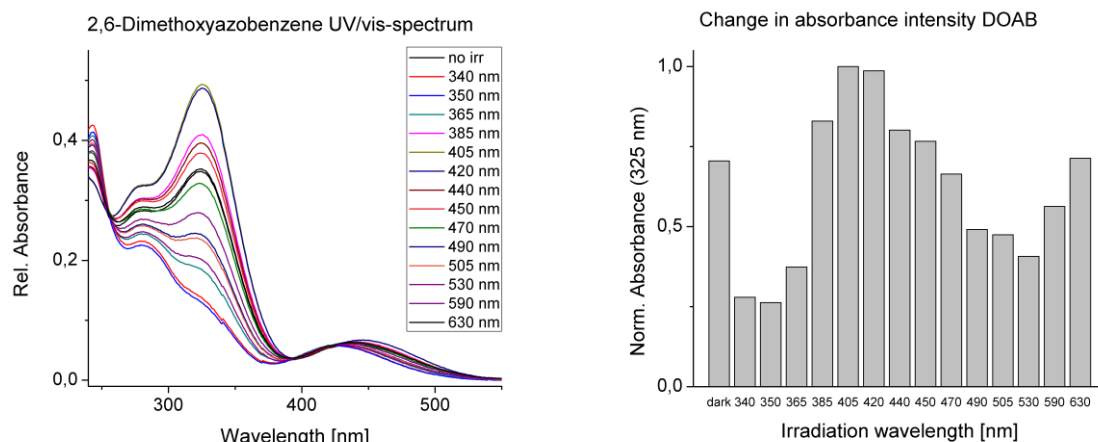 2,6-Dimethoxyazobenzene UV/vis-spectrum
Rel. Absorbance
0,4
0,2
0,0
300
400
500
Wavelength [nm]
no irr
340 nm
350 nm
365 nm
385 nm
405 nm
420 nm
440 nm
450 nm
470 nm
490 nm
505 nm
530 nm
590 nm
630 nm
Change in absorbance intensity DOAB
Norm. Absorbance (325 nm)
1,0
0,5
0,0
dark 340 350 365 385 405 420 440 450 470 490 505 530 590 630
Irradiation wavelength [nm]